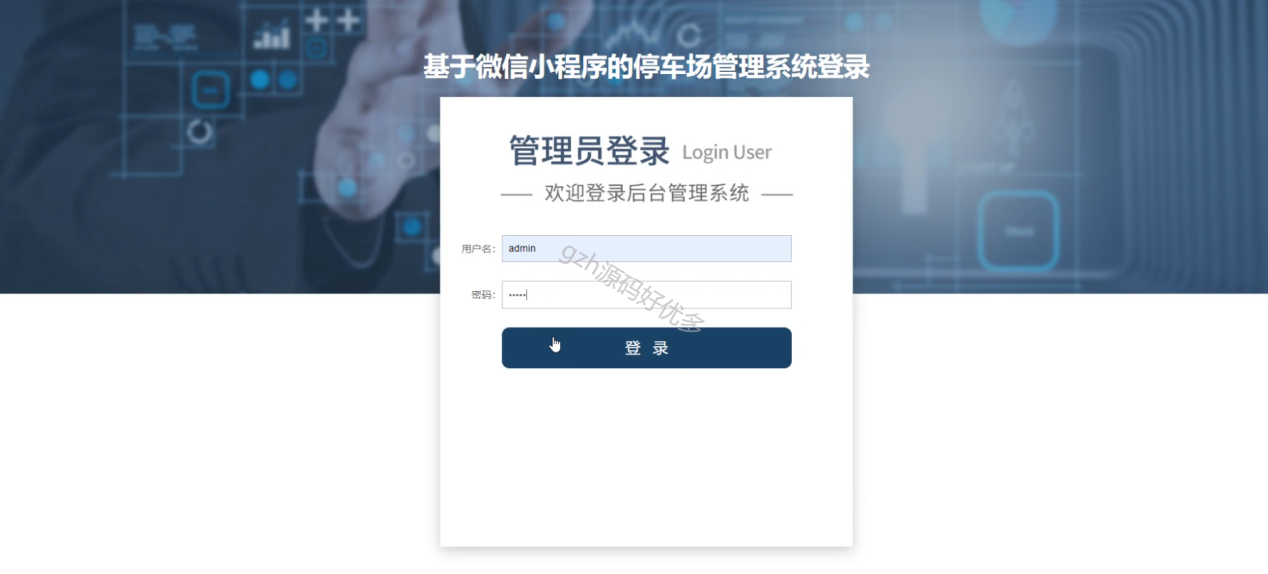 基于微信小程序的停车场管理系统登录
管理员登录 Login User
欢迎登录后台管理系统
用户名： admin
密码： •••••
gzh源码好优多
登 录